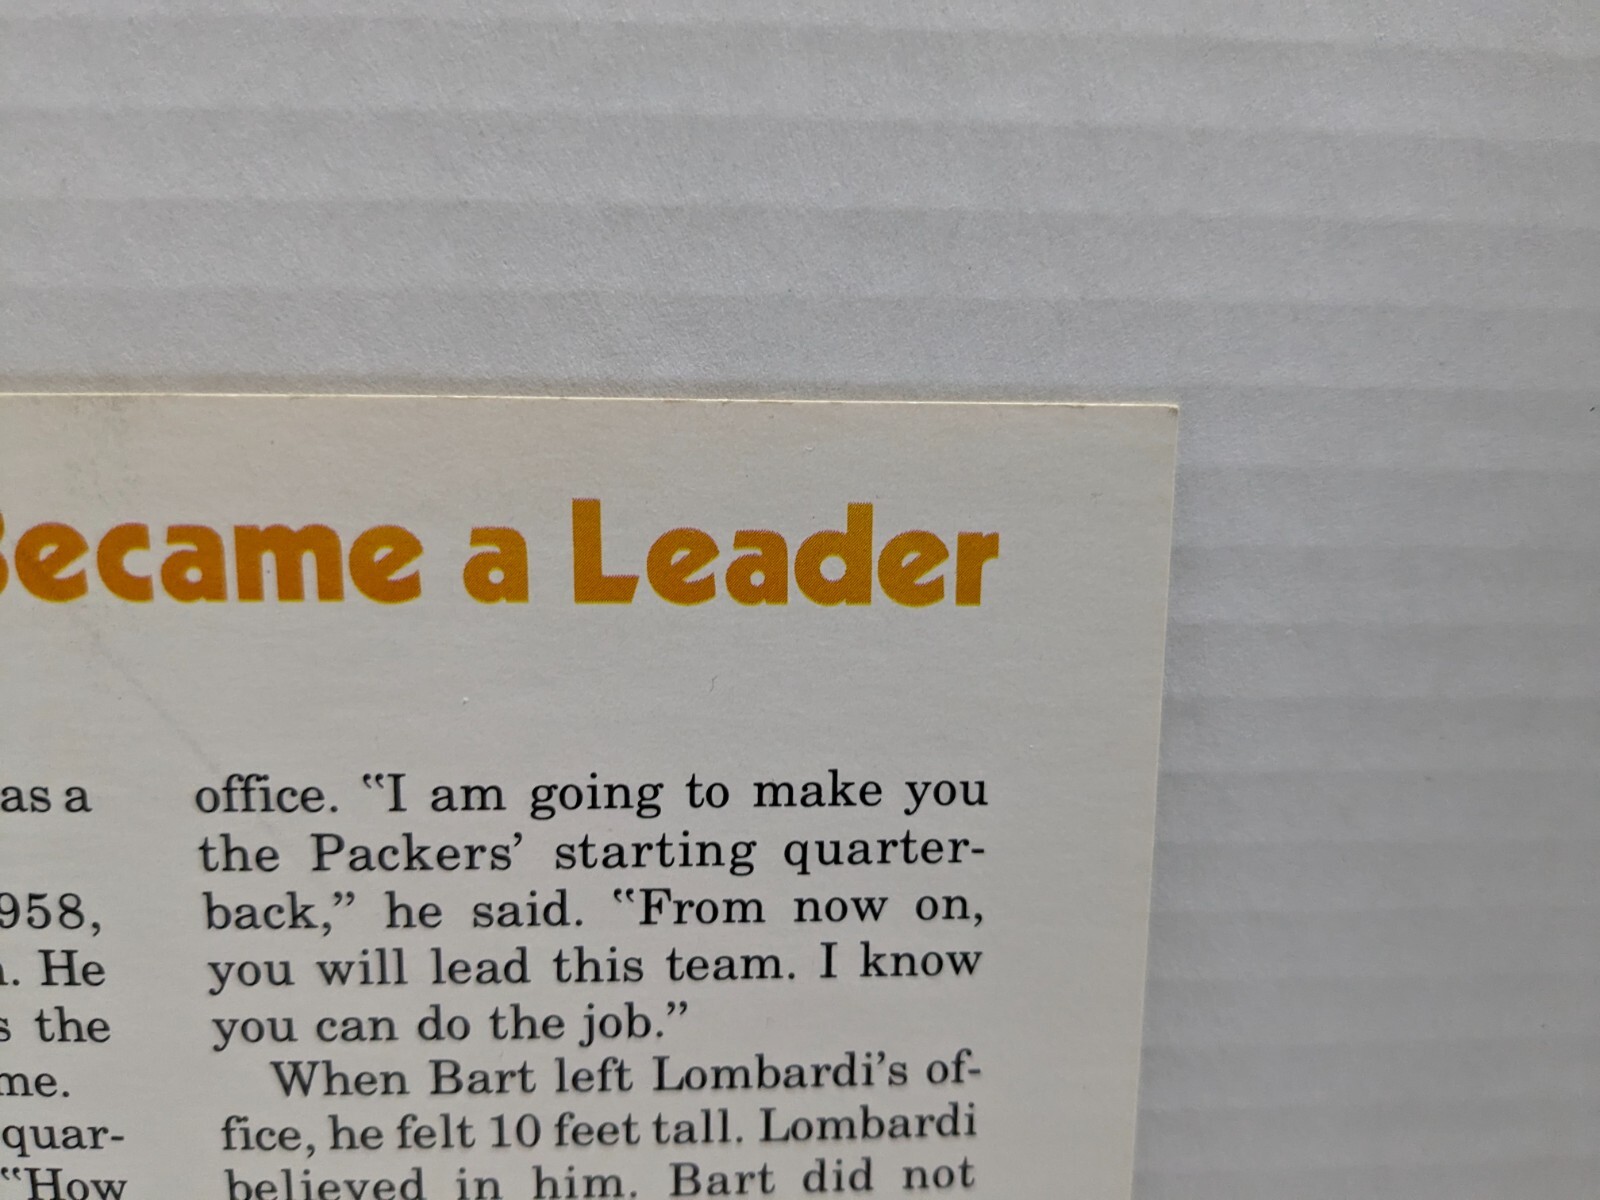 Became a Leader
as a
958,
. He
s the
me.
quar-
"How
office. "I am going to make you
the Packers' starting quarter-
back," he said. "From now on,
you will lead this team. I know
you can do the job."
When Bart left Lombardi's of-
fice, he felt 10 feet tall. Lombardi
believed in him. Bart did not